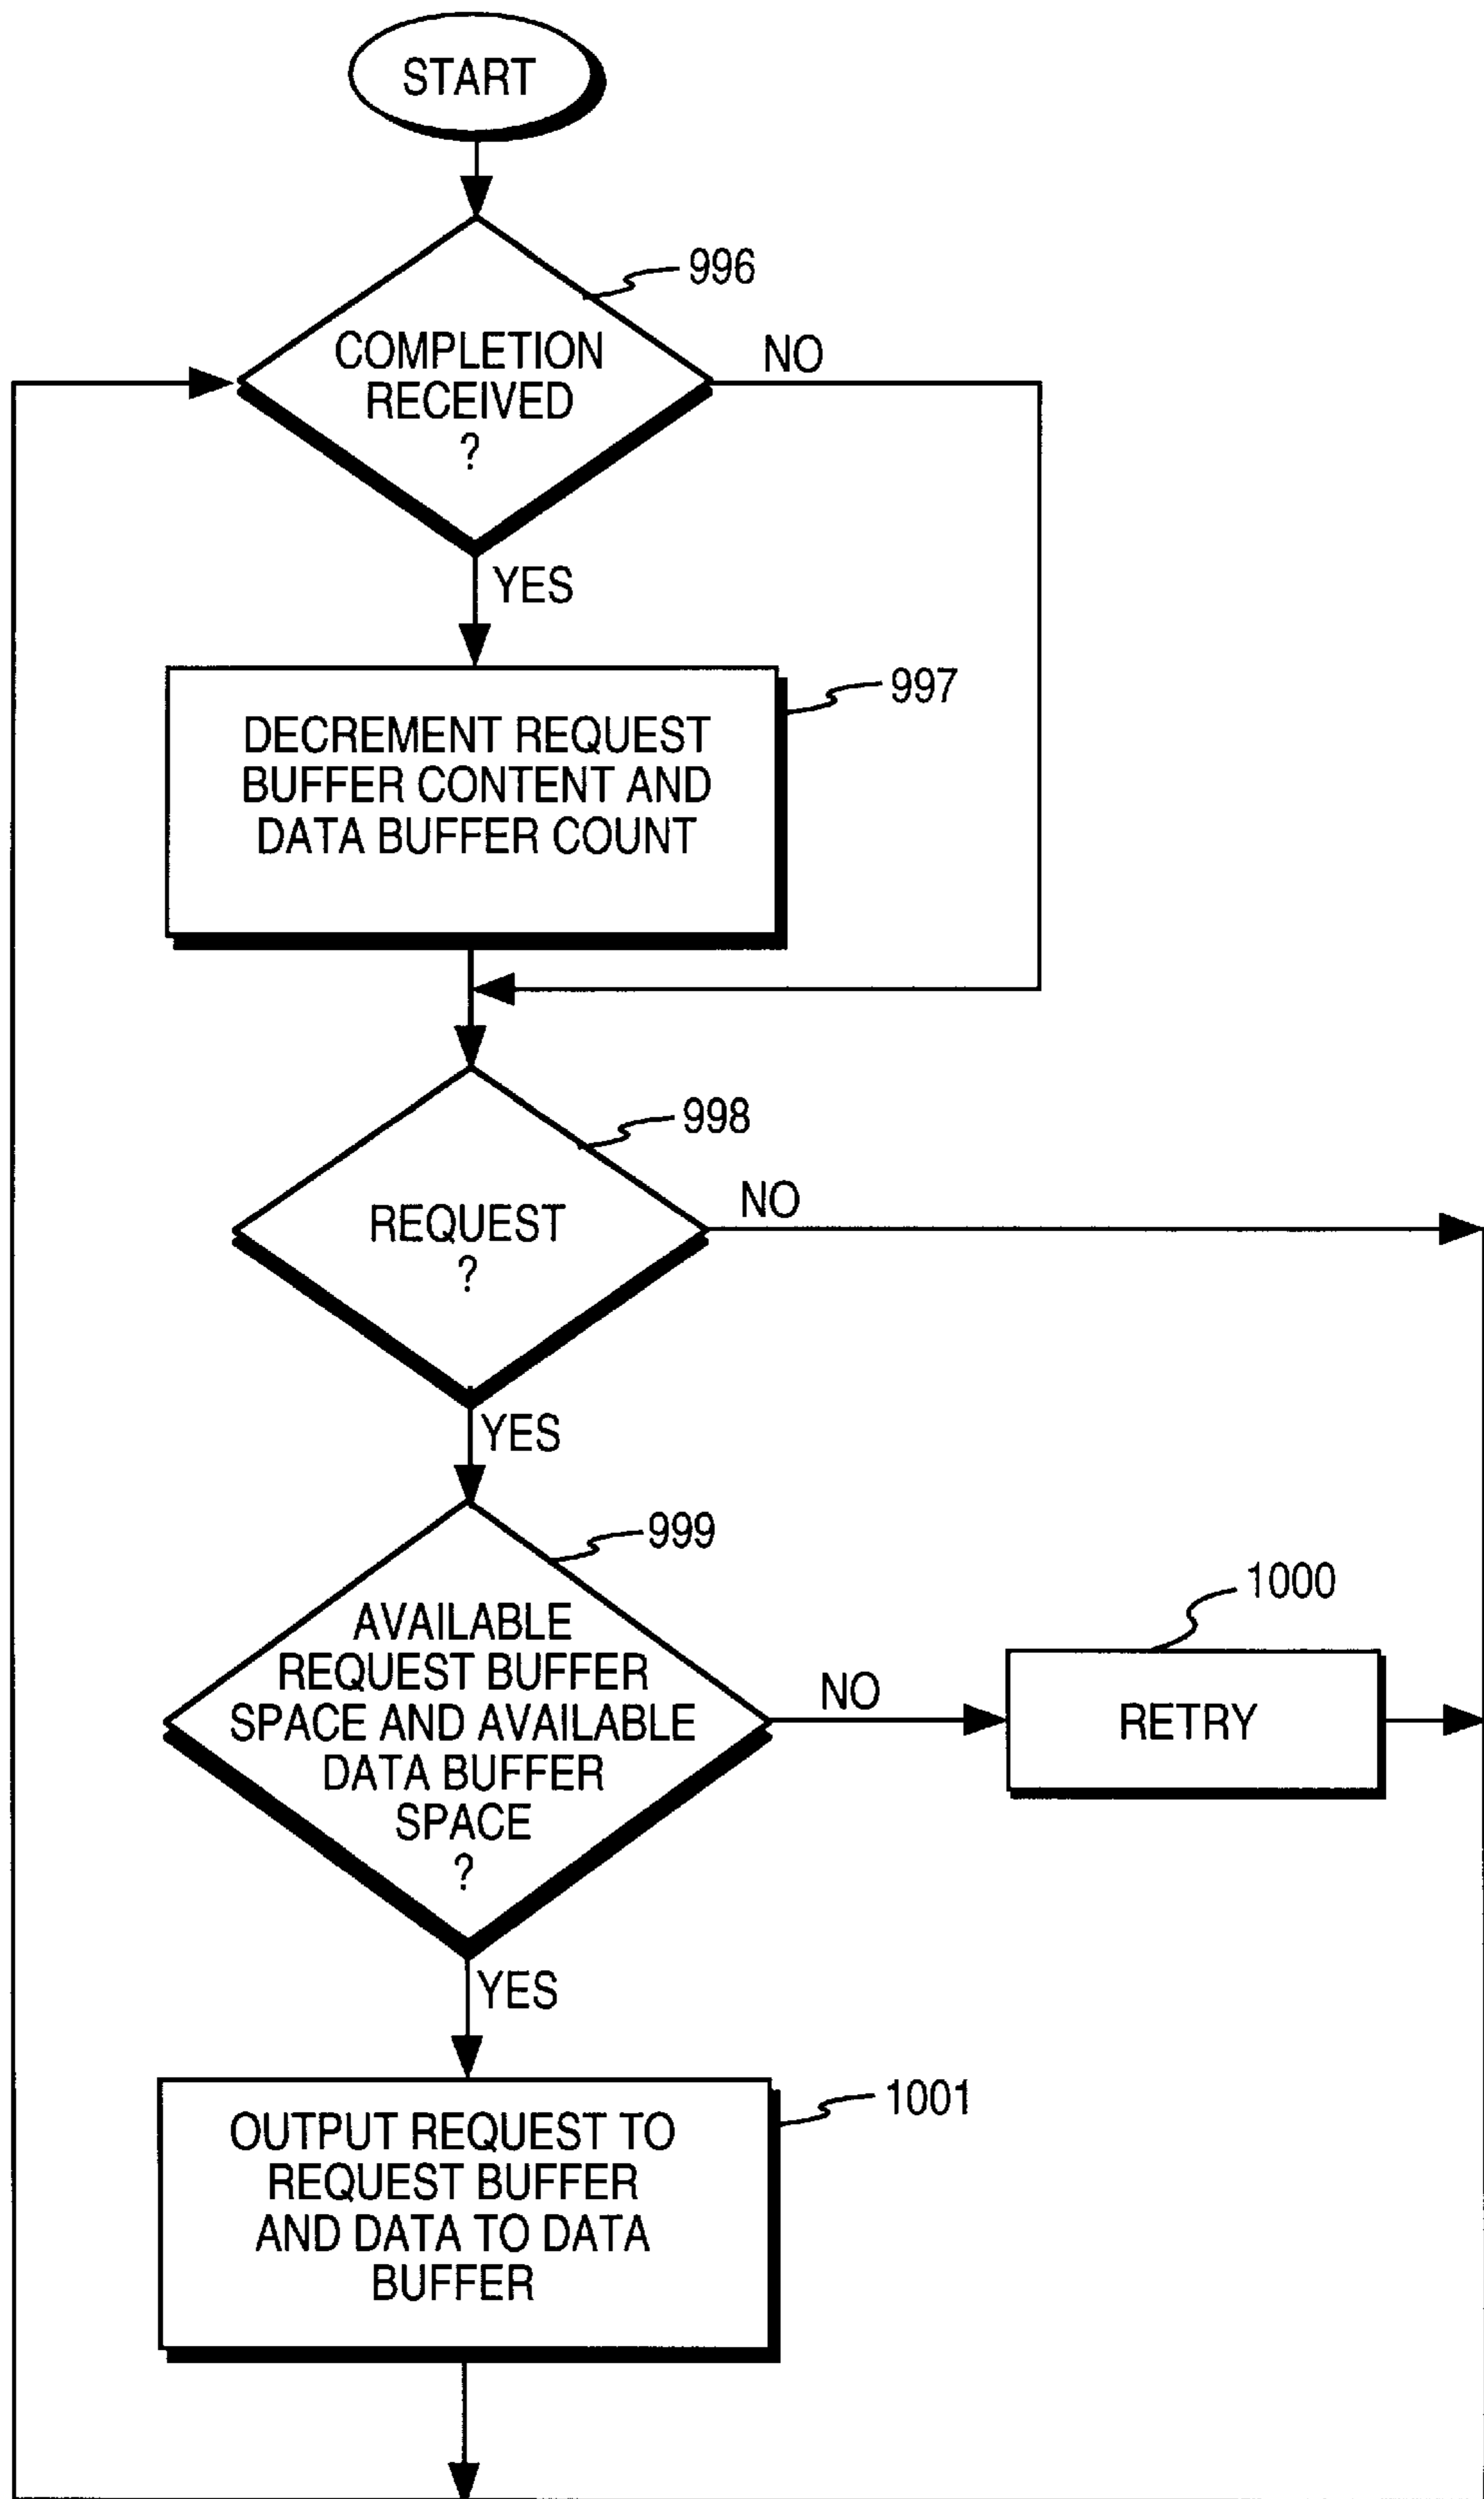 START
996
COMPLETION
RECEIVED
?
NO
YES
997
DECREMENT REQUEST
BUFFER CONTENT AND
DATA BUFFER COUNT
998
REQUEST
?
NO
YES
999
AVAILABLE
REQUEST BUFFER
SPACE AND AVAILABLE
DATA BUFFER
SPACE
?
NO
1000
RETRY
YES
1001
OUTPUT REQUEST TO
REQUEST BUFFER
AND DATA TO DATA
BUFFER